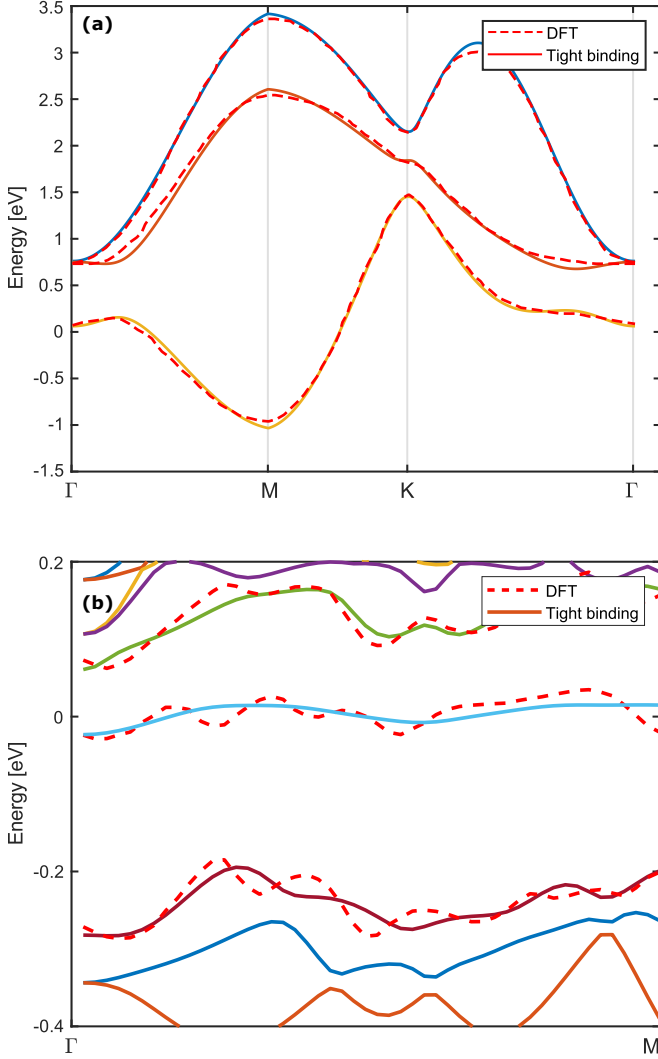 3.5
(a)
DFT
Tight binding
3
2.5
2
1.5
1
0.5
0
-0.5
-1
-1.5
Energy [eV]
Γ M K Γ
0.2
(b)
DFT
Tight binding
0
-0.2
-0.4
Energy [eV]
Γ M